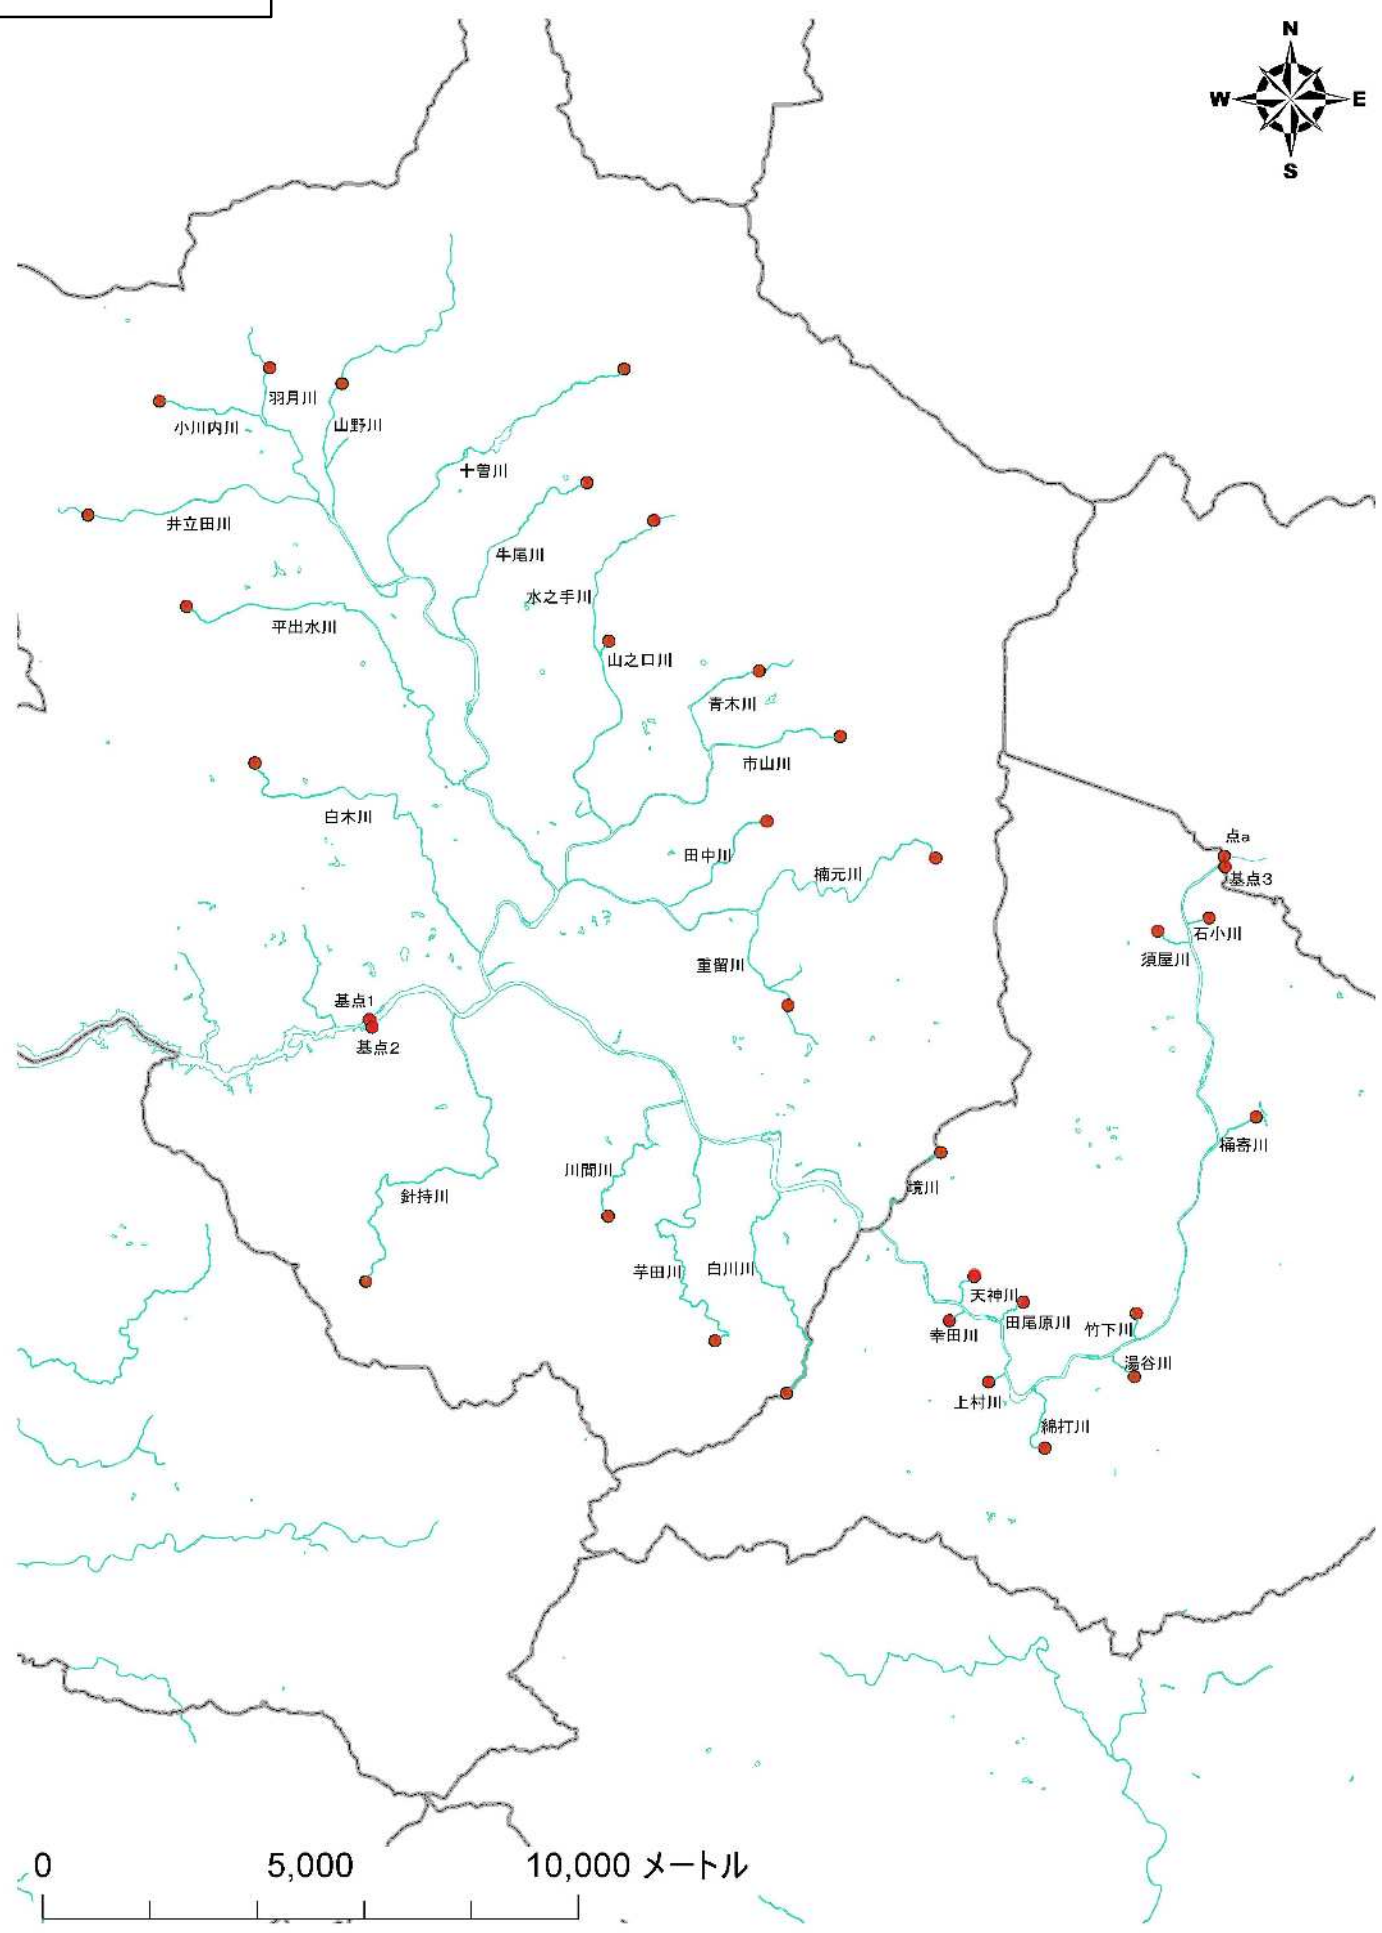 N
W
E
S
羽月川
小川内川
山野川
十曽川
井立田川
牛尾川
水之手川
平出水川
山之口川
青木川
市山川
白木川
点a
田中川
楠元川
基点3
石小川
須屋川
重留川
基点1
基点2
桶寄川
川間川
境川
針持川
芋田川
白川川
天神川
田尾原川
竹下川
幸田川
湯谷川
上村川
綿打川
0
5,000
10,000 メートル